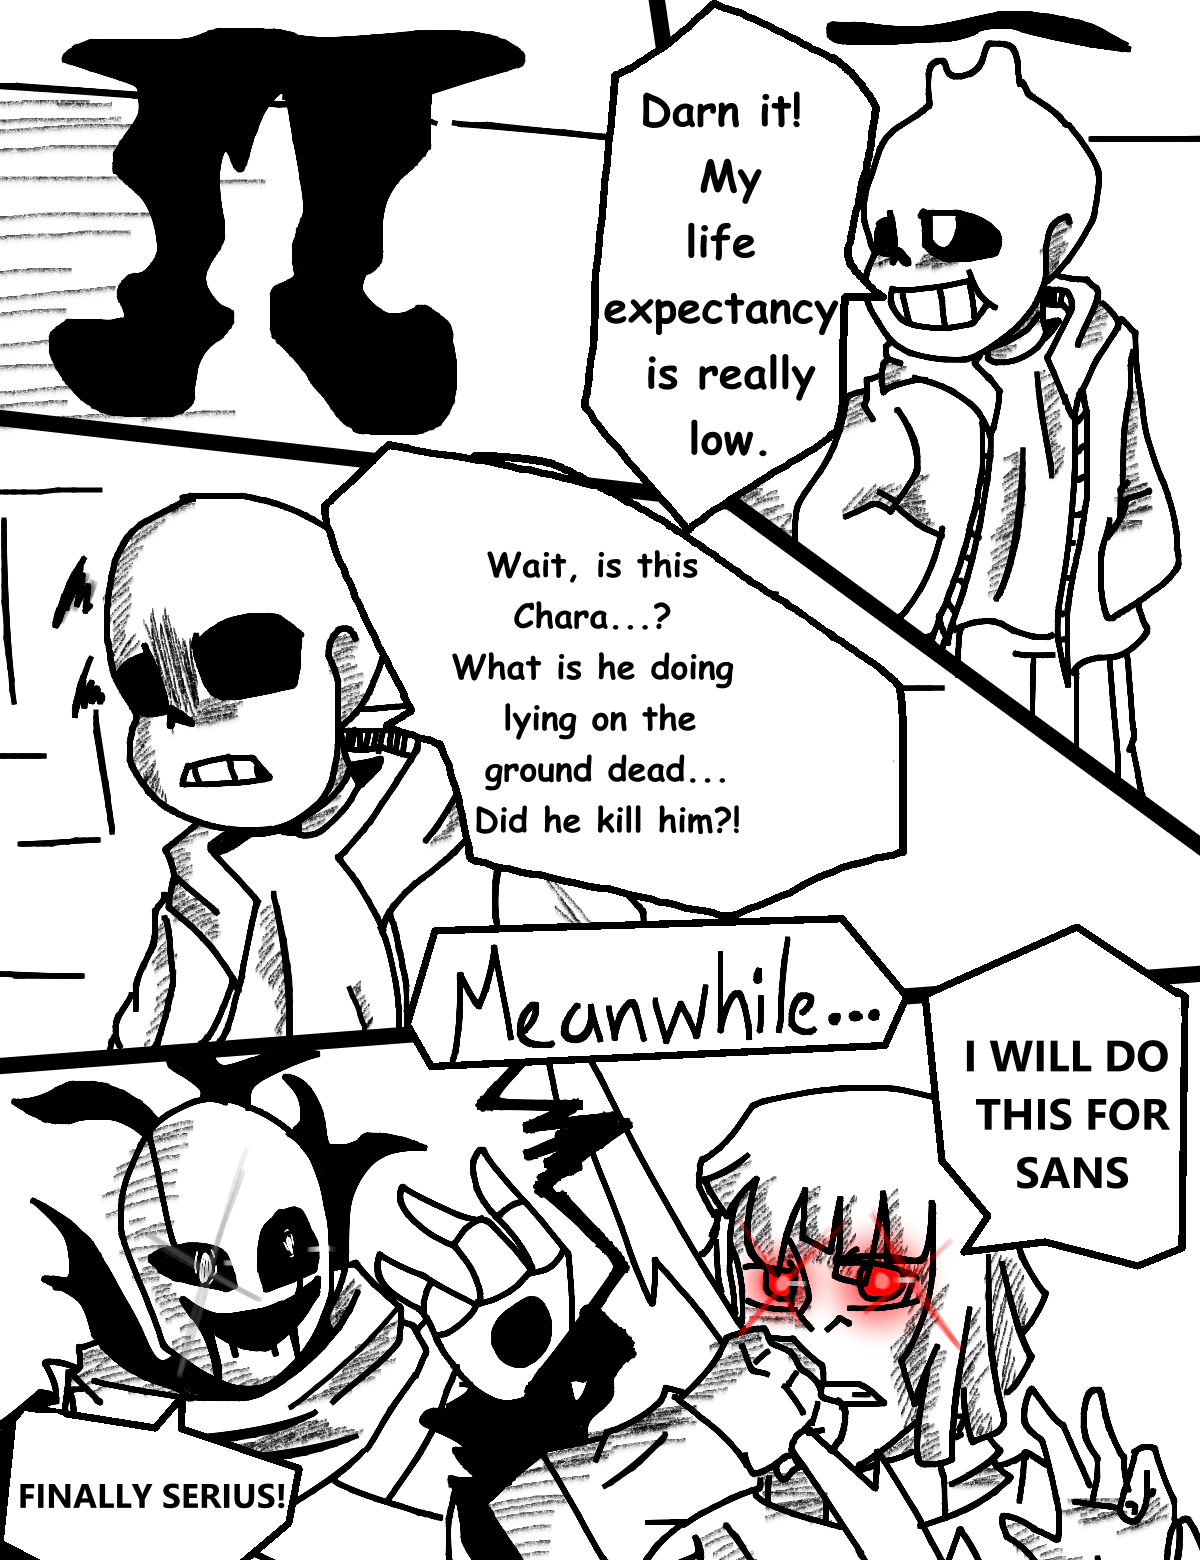 Darn it!
My
life
expectancy
is really
low.
Wait, is this
Chara...?
What is he doing
lying on the
ground dead...
Did he kill him?!
Meanwhile...
I WILL DO
THIS FOR
SANS
FINALLY SERIUS!